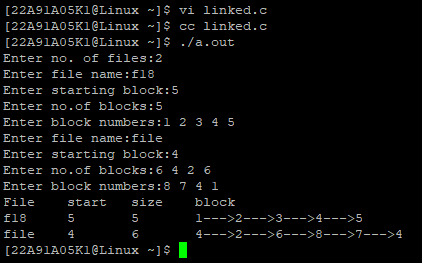 [22A91A05K1@Linux ~]$ vi linked.c
[22A91A05K1@Linux ~]$ cc linked.c
[22A91A05K1@Linux ~]$ ./a.out
Enter no. of files:2
Enter file name:fl8
Enter starting block:5
Enter no.of blocks:5
Enter block numbers:1 2 3 4 5
Enter file name:file
Enter starting block:4
Enter no.of blocks:6 4 2 6
Enter block numbers:8 7 4 1
File start size block
fl8 5 5 1--->2--->3--->4--->5
file 4 6 4--->2--->6--->8--->7--->4
[22A91A05K1@Linux ~]$